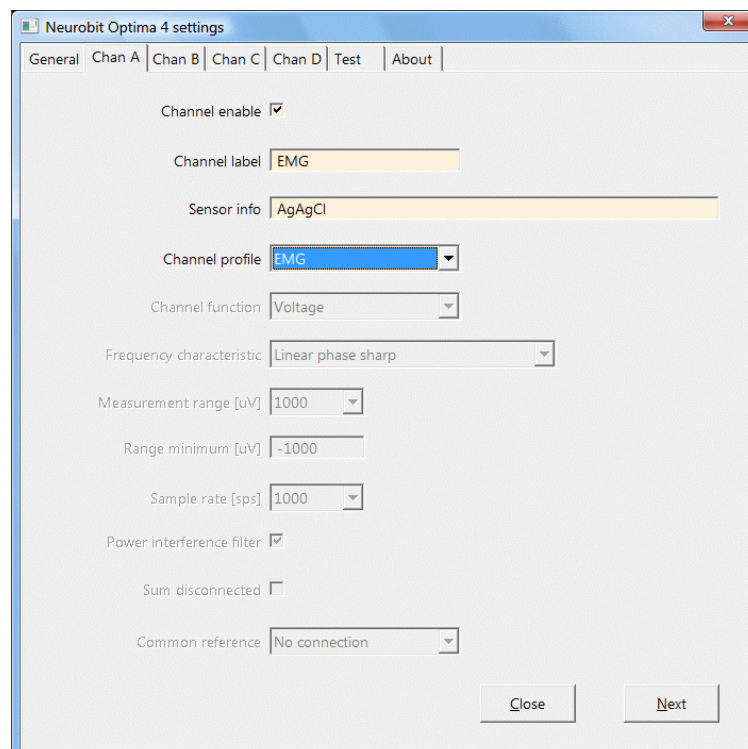 Neurobit Optima 4 settings
x
General Chan A Chan B Chan C Chan D Test About
Channel enable
Channel label EMG
Sensor info AgAgCl
Channel profile EMG
Channel function Voltage
Frequency characteristic Linear phase sharp
Measurement range [uV] 1000
Range minimum [uV] -1000
Sample rate [sps] 1000
Power interference filter
Sum disconnected
Common reference No connection
Close Next